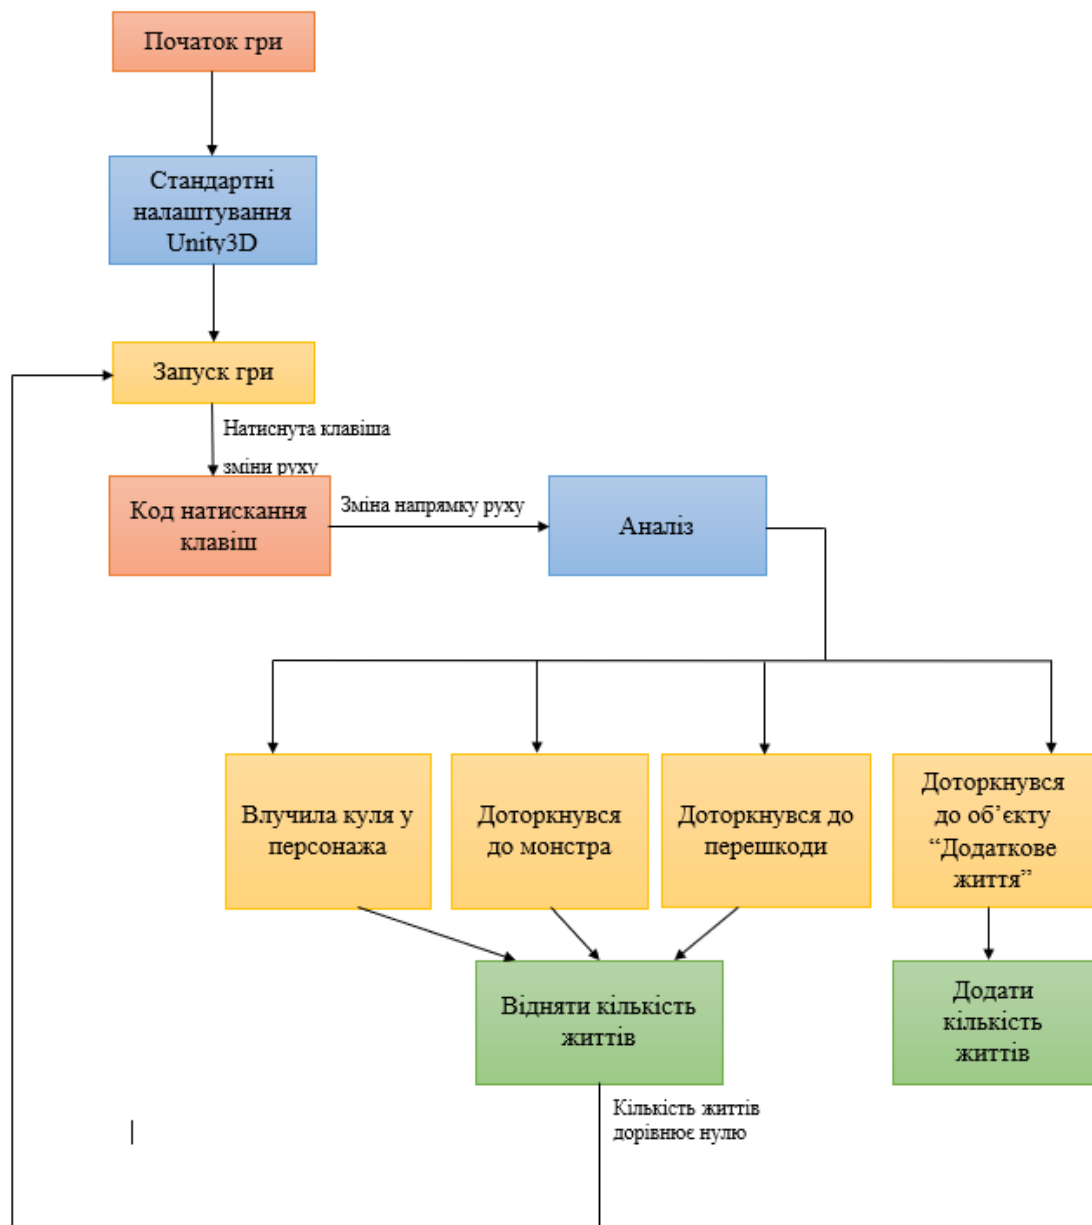 Початок гри
Стандартні
налаштування
Unity3D
Запуск гри
Натиснута клавіша
зміни руху
Код натискання
клавіш
Зміна напрямку руху
Аналіз
Влучила куля у
персонажа
Доторкнувся
до монстра
Доторкнувся до
перешкоди
Доторкнувся
до об’єкту
“Додаткове
життя”
Відняти кількість
життів
Додати
кількість
життів
Кількість життів
дорівнює нулю